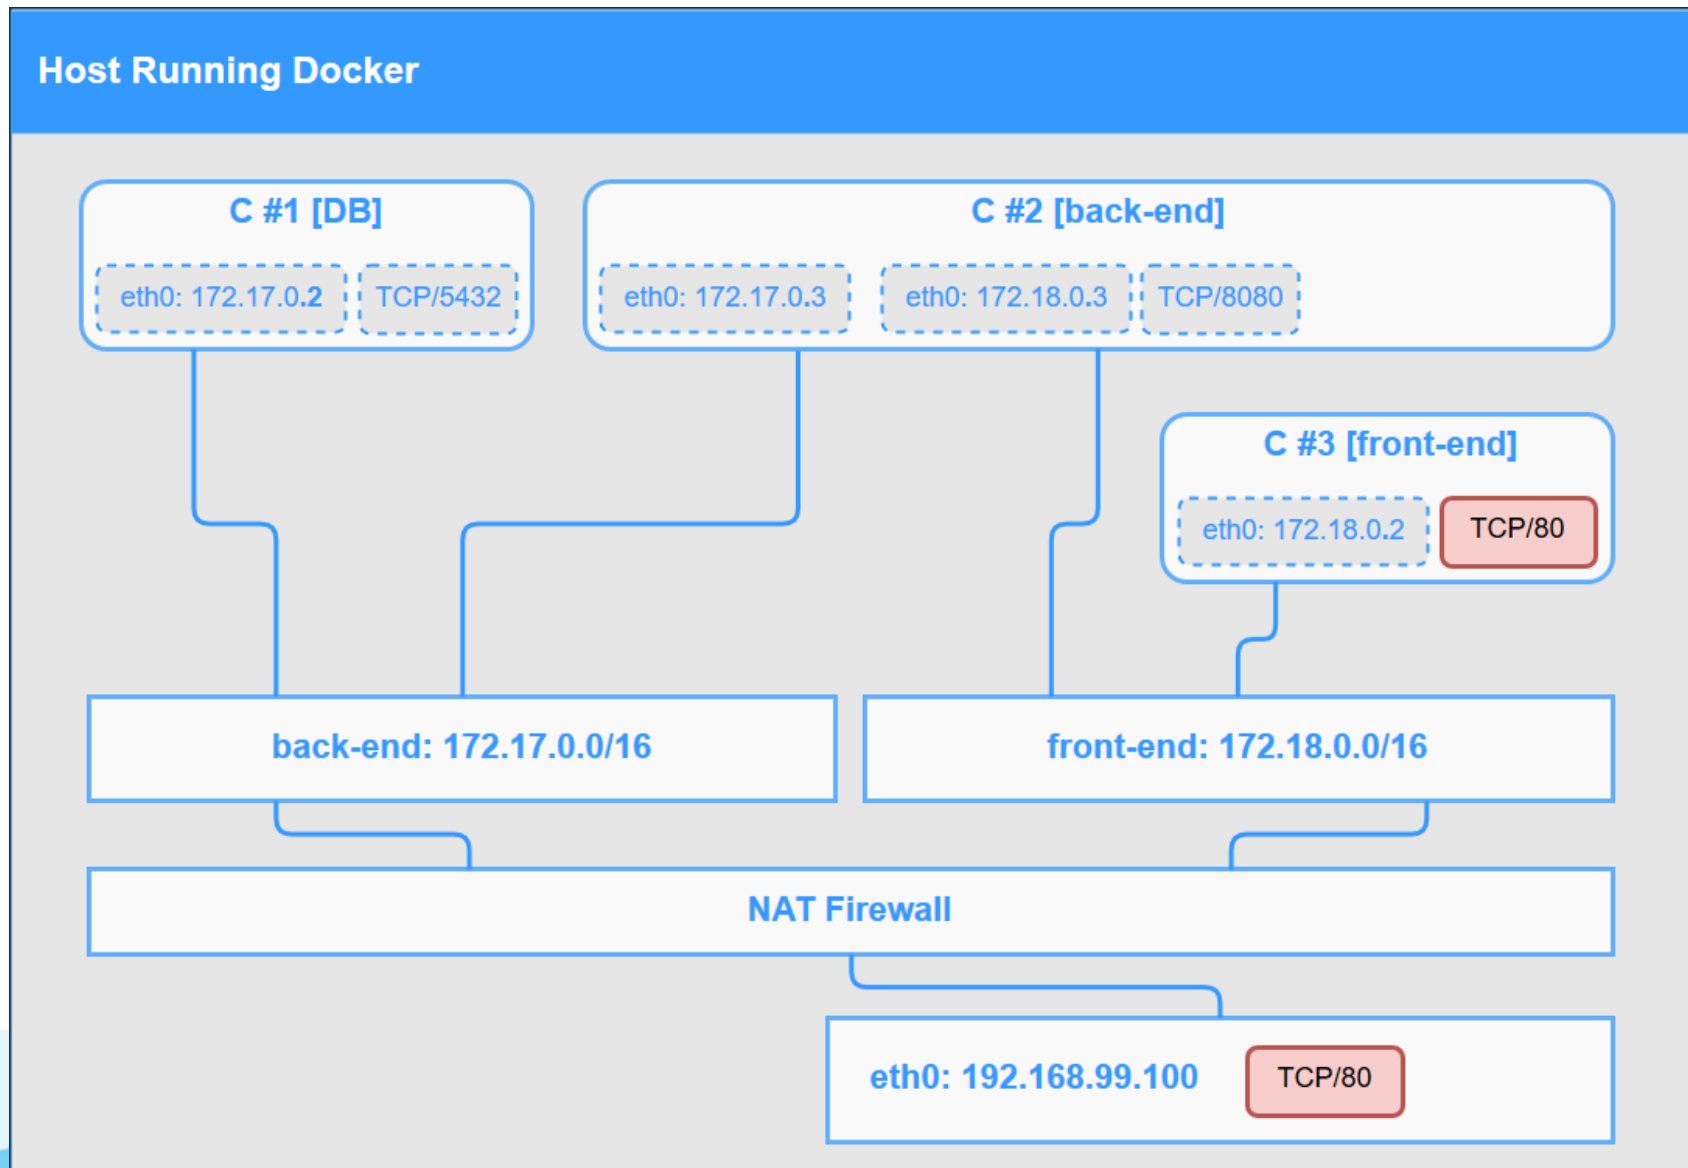 Host Running Docker
C #1 [DB]
eth0: 172.17.0.2
TCP/5432
C #2 [back-end]
eth0: 172.17.0.3
eth0: 172.18.0.3
TCP/8080
C #3 [front-end]
eth0: 172.18.0.2
TCP/80
back-end: 172.17.0.0/16
front-end: 172.18.0.0/16
NAT Firewall
eth0: 192.168.99.100
TCP/80